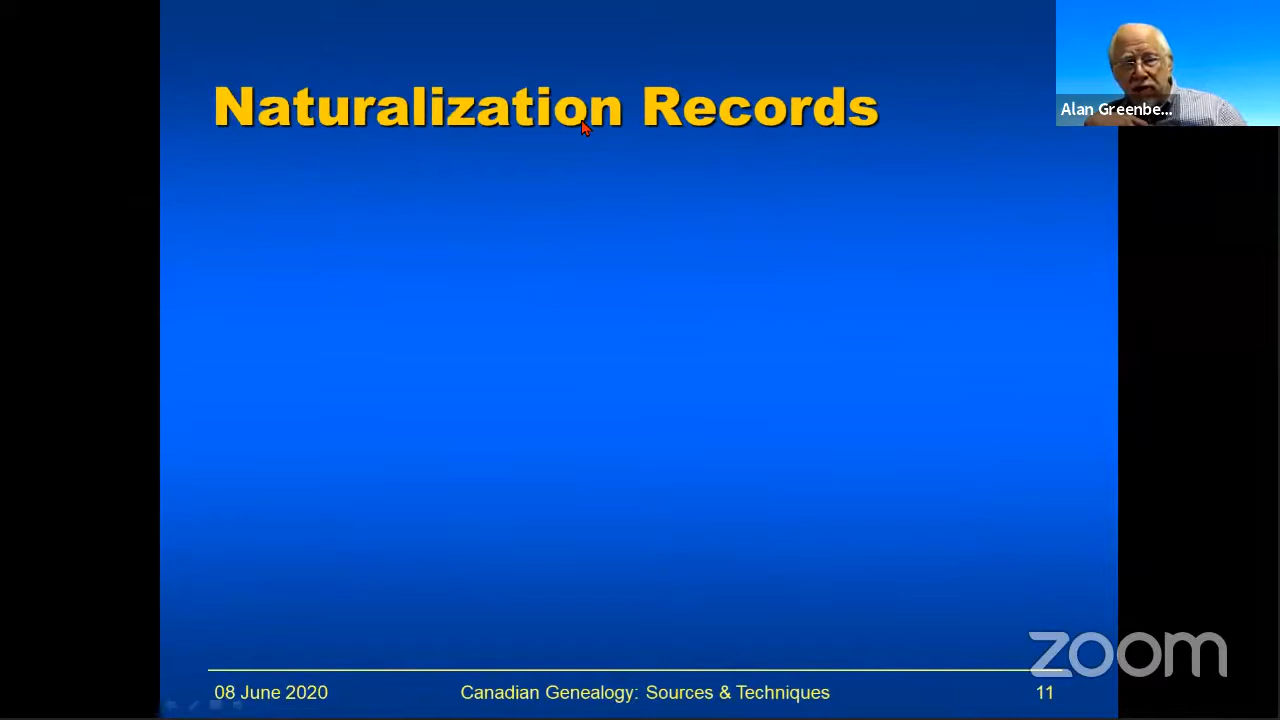 Naturalization Records
Alan Greenbe...
08 June 2020
Canadian Genealogy: Sources & Techniques
11
zoom